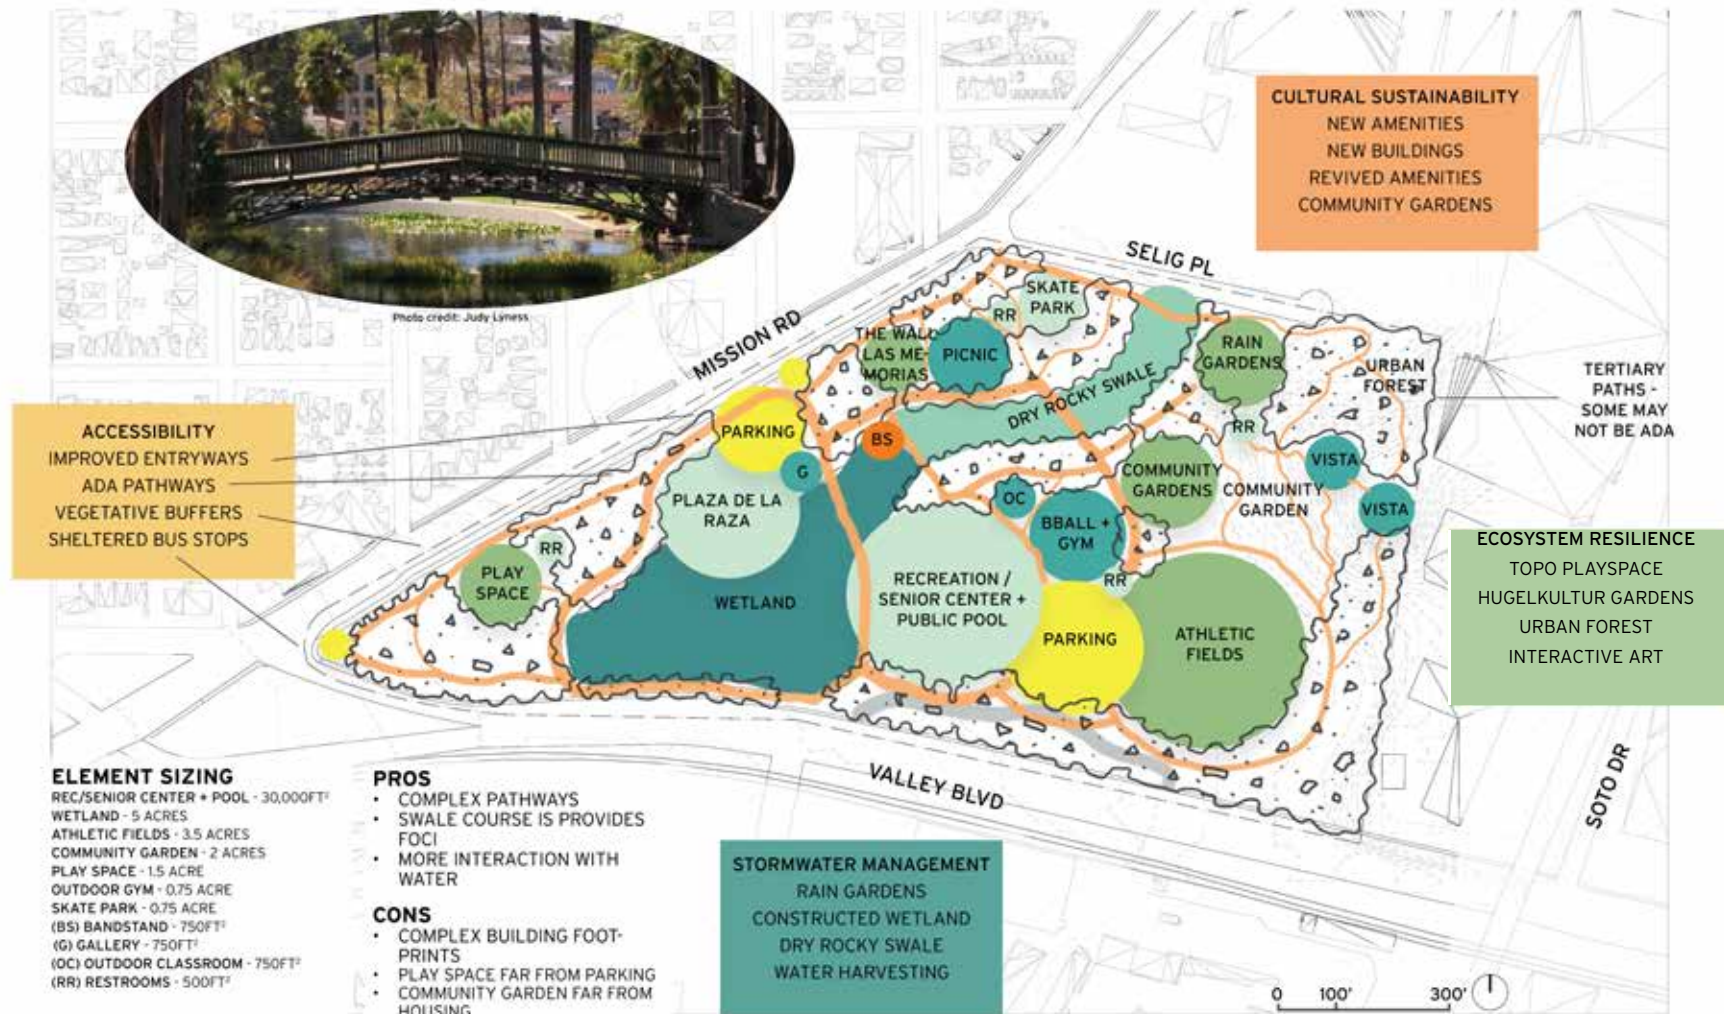 Photo credit: Judy Lyness
CULTURAL SUSTAINABILITY
NEW AMENITIES
NEW BUILDINGS
REVIVED AMENITIES
COMMUNITY GARDENS
SELIG PL
MISSION RD
SKATE
PARK
RR
THE WALL
LAS ME-
MORIAS
PICNIC
RAIN
GARDENS
URBAN
FOREST
TERTIARY
PATHS -
SOME MAY
NOT BE ADA
DRY ROCKY SWALE
ACCESSIBILITY
IMPROVED ENTRYWAYS
ADA PATHWAYS
VEGETATIVE BUFFERS
SHELTERED BUS STOPS
PARKING
BS
G
RR
VISTA
PLAZA DE LA
RAZA
COMMUNITY
GARDENS
COMMUNITY
GARDEN
OC
VISTA
BBALL +
GYM
RR
PLAY
SPACE
RR
WETLAND
RECREATION /
SENIOR CENTER +
PUBLIC POOL
PARKING
ATHLETIC
FIELDS
ECOSYSTEM RESILIENCE
TOPO PLAYSPACE
HUGELKULTUR GARDENS
URBAN FOREST
INTERACTIVE ART
VALLEY BLVD
SOTO DR
ELEMENT SIZING
REC/SENIOR CENTER + POOL - 30,000FT²
WETLAND - 5 ACRES
ATHLETIC FIELDS - 3.5 ACRES
COMMUNITY GARDEN - 2 ACRES
PLAY SPACE - 1.5 ACRE
OUTDOOR GYM - 0.75 ACRE
SKATE PARK - 0.75 ACRE
(BS) BANDSTAND - 750FT²
(G) GALLERY - 750FT²
(OC) OUTDOOR CLASSROOM - 750FT²
(RR) RESTROOMS - 500FT²
PROS
• COMPLEX PATHWAYS
• SWALE COURSE IS PROVIDES
FOCI
• MORE INTERACTION WITH
WATER
CONS
• COMPLEX BUILDING FOOT-
PRINTS
• PLAY SPACE FAR FROM PARKING
• COMMUNITY GARDEN FAR FROM
HOUSING
STORMWATER MANAGEMENT
RAIN GARDENS
CONSTRUCTED WETLAND
DRY ROCKY SWALE
WATER HARVESTING
0 100' 300'